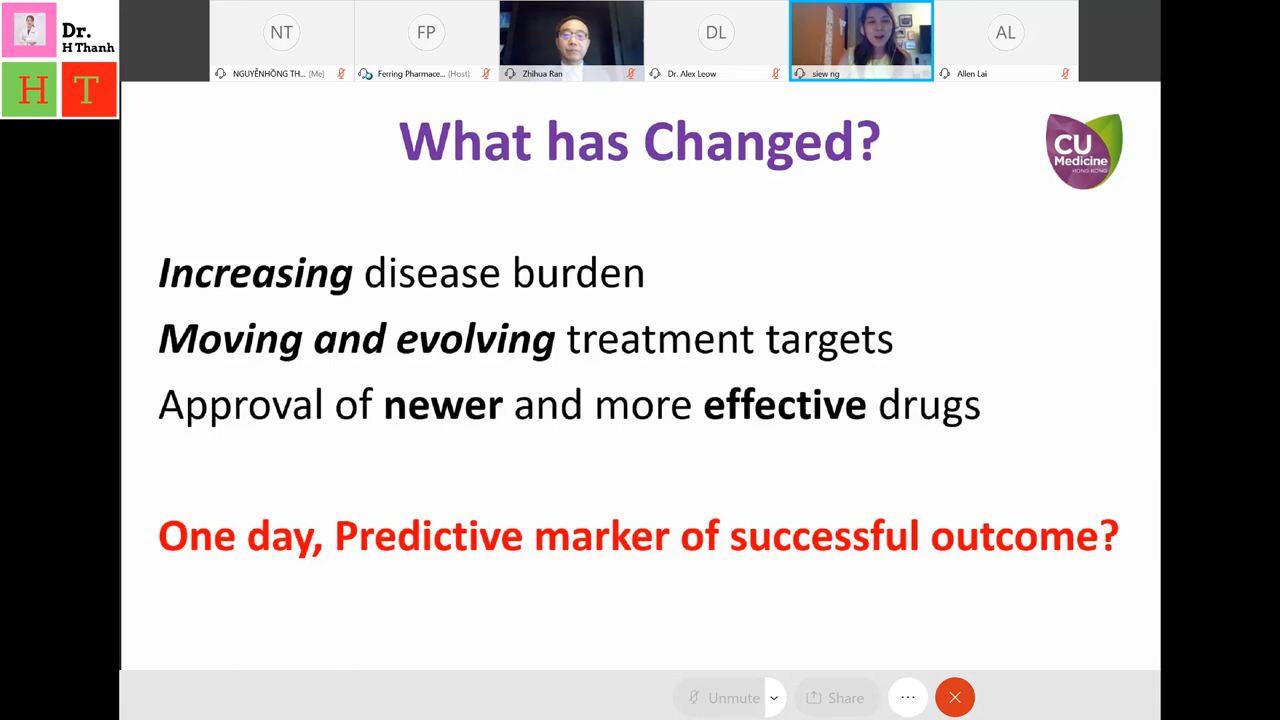 Dr.
H Thanh
H T
NT
FP
DL
AL
NGUYỄNHỒNG TH... (Me)
Ferring Pharmace... (Host)
Zhihua Ran
Dr. Alex Leow
siew ng
Allen Lai
What has Changed?
CU
Medicine
HONG KONG
Increasing disease burden
Moving and evolving treatment targets
Approval of newer and more effective drugs
One day, Predictive marker of successful outcome?
Unmute
Share